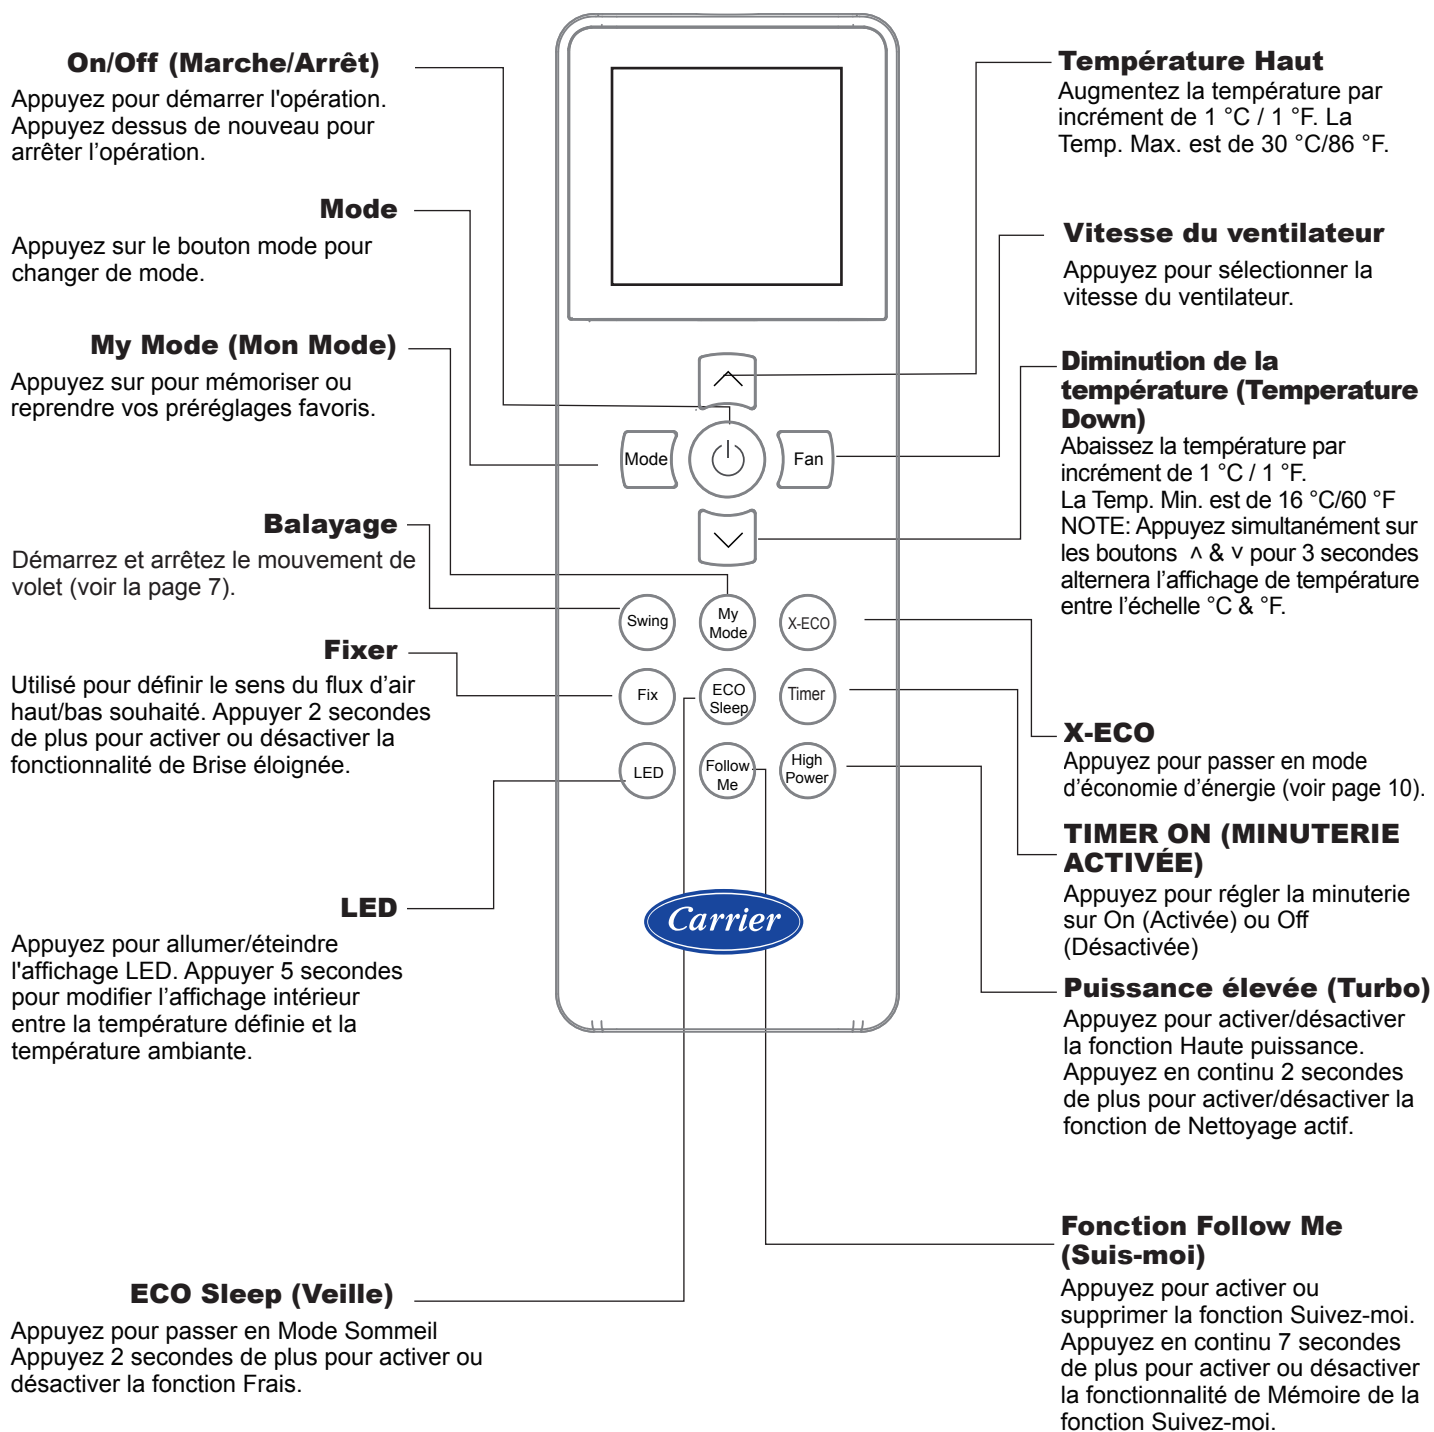 On/Off (Marche/Arrêt)
Appuyez pour démarrer l'opération.
Appuyez dessus de nouveau pour
arrêter l’opération.
Mode
Appuyez sur le bouton mode pour
changer de mode.
My Mode (Mon Mode)
Appuyez sur pour mémoriser ou
reprendre vos préréglages favoris.
Balayage
Démarrez et arrêtez le mouvement de
volet (voir la page 7).
Fixer
Utilisé pour définir le sens du flux d’air
haut/bas souhaité. Appuyer 2 secondes
de plus pour activer ou désactiver la
fonctionnalité de Brise éloignée.
LED
Appuyez pour allumer/éteindre
l'affichage LED. Appuyer 5 secondes
pour modifier l’affichage intérieur
entre la température définie et la
température ambiante.
ECO Sleep (Veille)
Appuyez pour passer en Mode Sommeil
Appuyez 2 secondes de plus pour activer ou
désactiver la fonction Frais.
Mode
Fan
Swing
My
Mode
X-ECO
Fix
ECO
Sleep
Timer
LED
Follow
Me
High
Power
Carrier
Température Haut
Augmentez la température par
incrément de 1 °C / 1 °F. La
Temp. Max. est de 30 °C/86 °F.
Vitesse du ventilateur
Appuyez pour sélectionner la
vitesse du ventilateur.
Diminution de la
température (Temperature
Down)
Abaissez la température par
incrément de 1 °C / 1 °F.
La Temp. Min. est de 16 °C/60 °F
NOTE: Appuyez simultanément sur
les boutons ˄ & ˅ pour 3 secondes
alternera l’affichage de température
entre l’échelle °C & °F.
X-ECO
Appuyez pour passer en mode
d’économie d’énergie (voir page 10).
TIMER ON (MINUTERIE
ACTIVÉE)
Appuyez pour régler la minuterie
sur On (Activée) ou Off
(Désactivée)
Puissance élevée (Turbo)
Appuyez pour activer/désactiver
la fonction Haute puissance.
Appuyez en continu 2 secondes
de plus pour activer/désactiver la
fonction de Nettoyage actif.
Fonction Follow Me
(Suis-moi)
Appuyez pour activer ou
supprimer la fonction Suivez-moi.
Appuyez en continu 7 secondes
de plus pour activer ou désactiver
la fonctionnalité de Mémoire de la
fonction Suivez-moi.